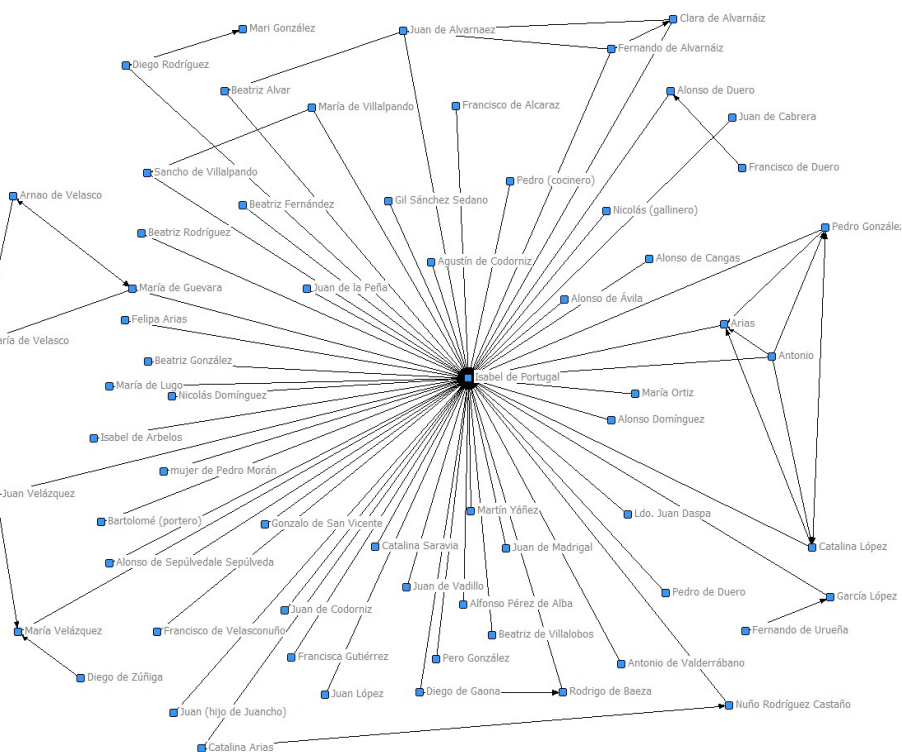 Clara de Alvarnáiz
Mari González
Juan de Alvarnaez
Fernando de Alvarnáiz
Diego Rodríguez
Beatriz Alvar
Alonso de Duero
María de Villalpando
Francisco de Alcaraz
Juan de Cabrera
Francisco de Duero
Sancho de Villalpando
Pedro (cocinero)
Arnao de Velasco
Gil Sánchez Sedano
Beatriz Fernández
Nicolás (gallinero)
Pedro González
Beatriz Rodríguez
Alonso de Cangas
Agustín de Codorniz
María de Guevara
Juan de la Peña
Alonso de Ávila
Felipa Arias
Arias
ría de Velasco
Antonio
Beatriz González
Isabel de Portugal
María de Lugo
Nicolás Domínguez
María Ortiz
Alonso Domínguez
Isabel de Arbelos
mujer de Pedro Morán
Juan Velázquez
Martín Yáñez
Ldo. Juan Daspa
Bartolomé (portero)
Gonzalo de San Vicente
Catalina Saravia
Juan de Madrigal
Catalina López
Alonso de Sepúlvedale Sepúlveda
Juan de Vadillo
Pedro de Duero
García López
Alfonso Pérez de Alba
Juan de Codorniz
María Velázquez
Francisco de Velasconuño
Fernando de Urueña
Beatriz de Villalobos
Francisca Gutiérrez
Pero González
Antonio de Valderrábano
Diego de Zúñiga
Juan López
Diego de Gaona
Rodrigo de Baeza
Nuño Rodríguez Castaño
Juan (hijo de Juancho)
Catalina Arias